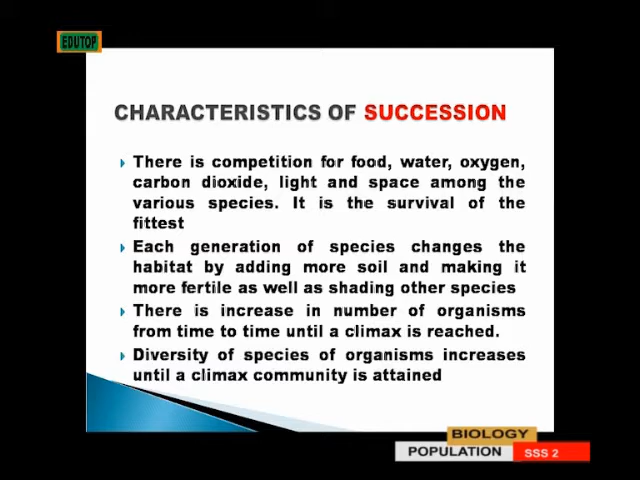 EDUTOP
CHARACTERISTICS OF SUCCESSION
There is competition for food, water, oxygen,
carbon dioxide, light and space among the
various species. It is the survival of the
fittest
Each generation of species changes the
habitat by adding more soil and making it
more fertile as well as shading other species
There is increase in number of organisms
from time to time until a climax is reached.
Diversity of species of organisms increases
until a climax community is attained
BIOLOGY
POPULATION SSS 2